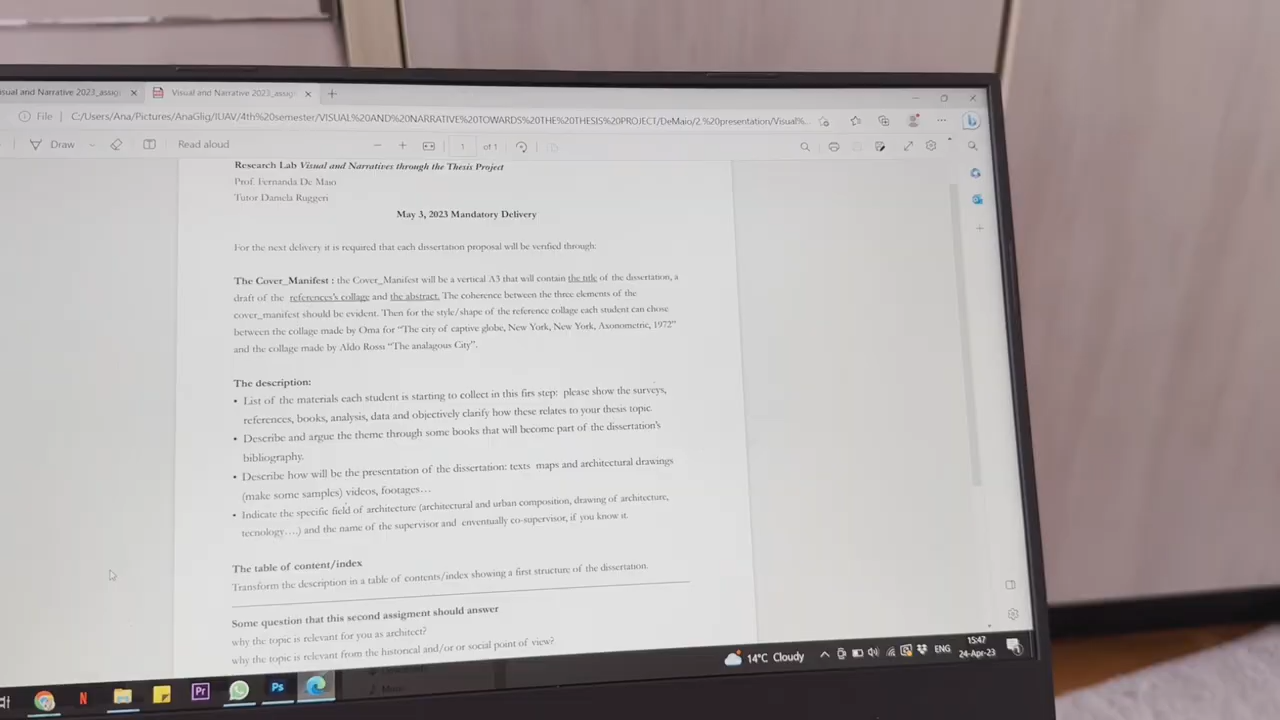 isual and Narrative 2023_assig
Visual and Narrative 2023_assig
File
C:/Users/Ana/Pictures/AnaGlig/IUAV/4th%20semester/VISUAL%20AND%20NARRATIVE%20TOWARDS%20THE%20THESIS%20PROJECT/DeMaio/2.%20presentation/Visual%...
Draw
Read aloud
1
of 1
Research Lab Visual and Narratives through the Thesis Project
Prof. Fernanda De Maio
Tutor Daniela Ruggeri
May 3, 2023 Mandatory Delivery
For the next delivery it is required that each dissertation proposal will be verified through:
The Cover_Manifest : the Cover_Manifest will be a vertical A3 that will contain the title of the dissertation, a
draft of the references's collage and the abstract. The coherence between the three elements of the
cover_manifest should be evident. Then for the style/shape of the reference collage each student can chose
between the collage made by Oma for "The city of captive globe, New York, New York, Axonometric, 1972"
and the collage made by Aldo Rossi "The analagous City".
The description:
• List of the materials each student is starting to collect in this firs step: please show the surveys,
references, books, analysis, data and objectively clarify how these relates to your thesis topic.
• Describe and argue the theme through some books that will become part of the dissertation's
bibliography.
• Describe how will be the presentation of the dissertation: texts maps and architectural drawings
(make some samples) videos, footages…
• Indicate the specific field of architecture (architectural and urban composition, drawing of architecture,
tecnology….) and the name of the supervisor and enventually co-supervisor, if you know it.
The table of content/index
Transform the description in a table of contents/index showing a first structure of the dissertation.
Some question that this second assigment should answer
why the topic is relevant for you as architect?
why the topic is relevant from the historical and/or or social point of view?
14°C Cloudy
ENG
15:47
24-Apr-23
N
Pr
Ps
Music